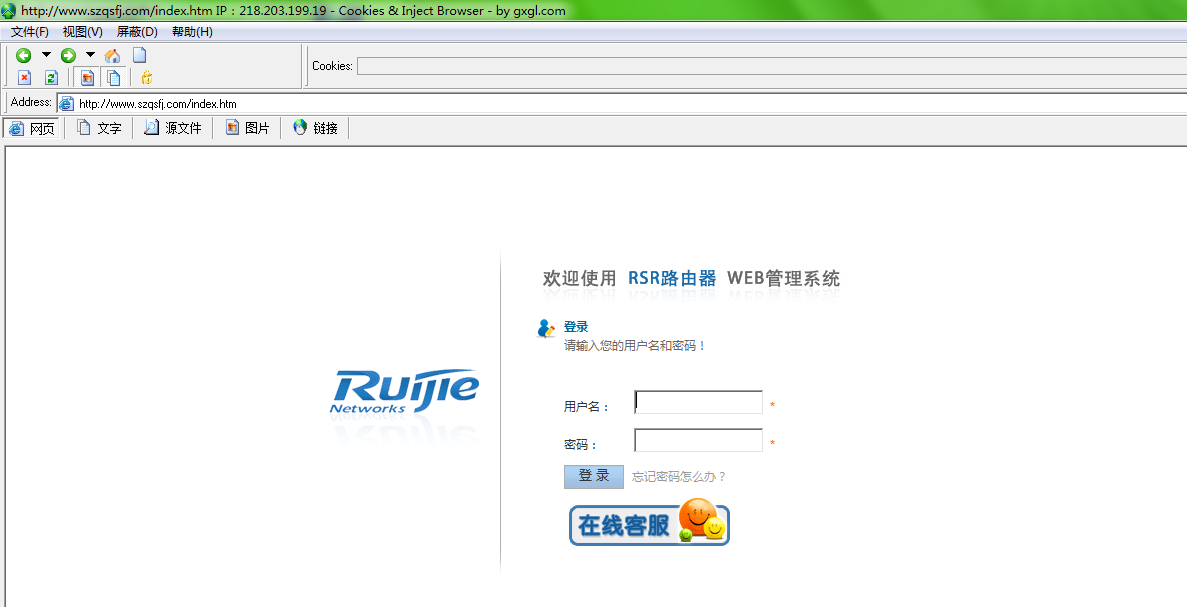 http://www.szqsfj.com/index.htm IP：218.203.199.19 - Cookies & Inject Browser - by gxgl.com
文件(F) 视图(V) 屏蔽(D) 帮助(H)
Cookies:
Address: http://www.szqsfj.com/index.htm
网页 文字 源文件 图片 链接
欢迎使用 RSR路由器 WEB管理系统
登录
请输入您的用户名和密码！
Ruijie
Networks
用户名： *
密码： *
登 录 忘记密码怎么办？
在线客服